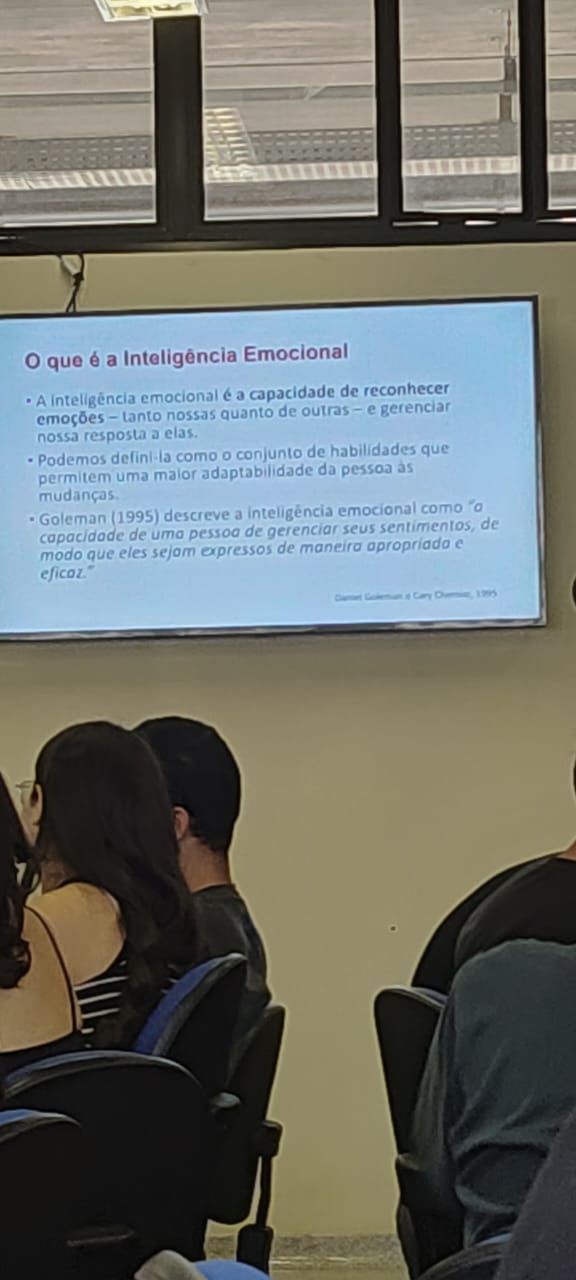 O que é a Inteligência Emocional
• A inteligência emocional é a capacidade de reconhecer
emoções – tanto nossas quanto de outras – e gerenciar
nossa resposta a elas.
• Podemos defini-la como o conjunto de habilidades que
permitem uma maior adaptabilidade da pessoa às
mudanças.
• Goleman (1995) descreve a inteligência emocional como "a
capacidade de uma pessoa de gerenciar seus sentimentos, de
modo que eles sejam expressos de maneira apropriada e
eficaz."
Daniel Goleman e Cary Cherniss, 1995